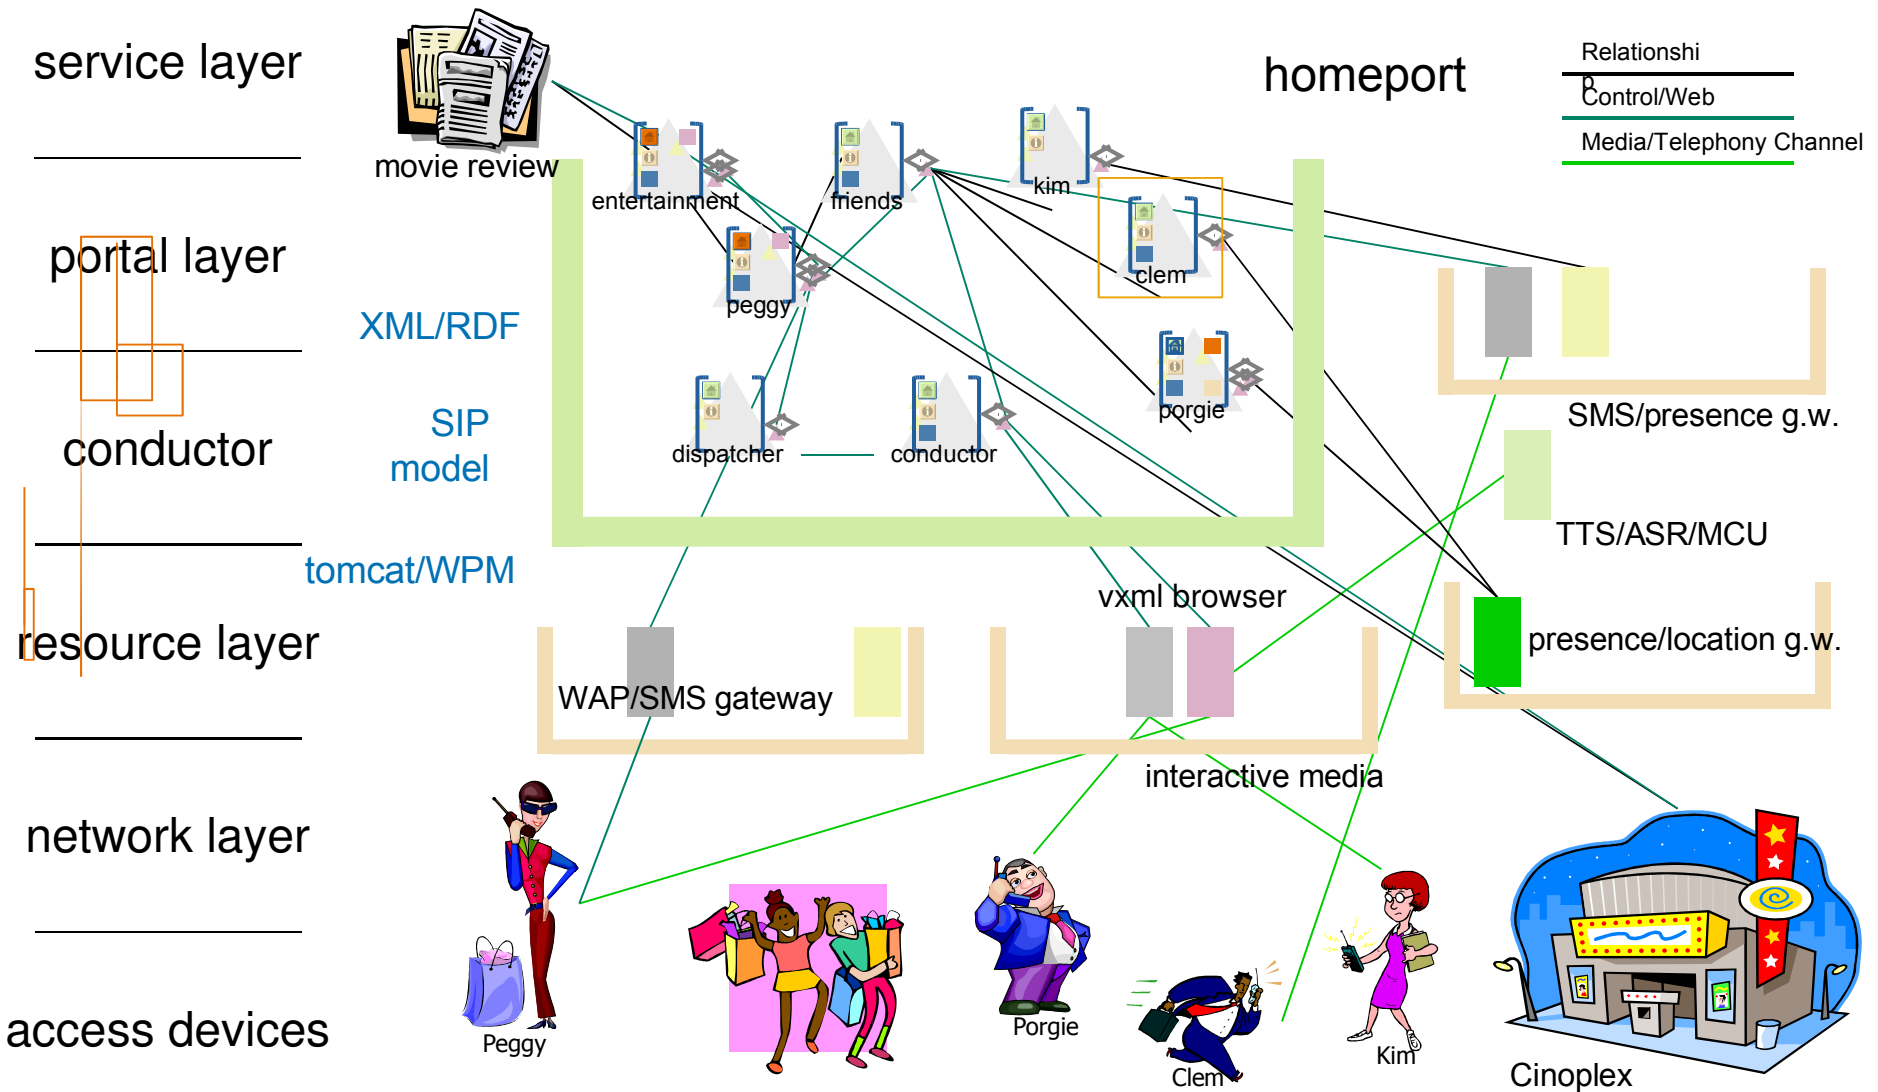 service layer
portal layer
conductor
resource layer
network layer
access devices
XML/RDF
SIP
model
tomcat/WPM
movie review
homeport
Relationshi
p
Control/Web
Media/Telephony Channel
entertainment
friends
kim
clem
peggy
porgie
dispatcher
conductor
SMS/presence g.w.
TTS/ASR/MCU
vxml browser
presence/location g.w.
WAP/SMS gateway
interactive media
Peggy
Porgie
Clem
Kim
Cinoplex